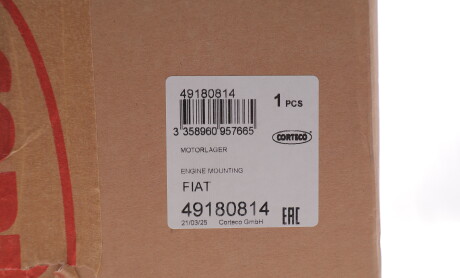 49180814
1 PCS
3 358960 957665
CORTECO
MOTORLAGER
ENGINE MOUNTING
FIAT
49180814
21/03/25 Corteco GmbH
EAC